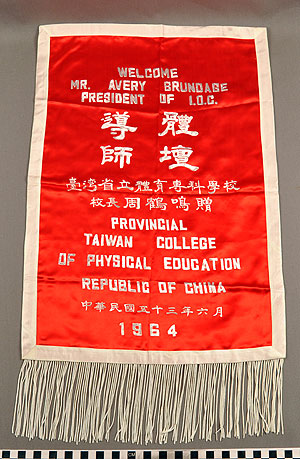 WELCOME
MR. AVERY BRUNDAGE
PRESIDENT OF I.O.C.
導 體
師 壇
臺灣省立體育專科學校
校長周鶴鳴贈
PROVINCIAL
TAIWAN COLLEGE
OF PHYSICAL EDUCATION
REPUBLIC OF CHINA
中華民國五十三年六月
1964
CM